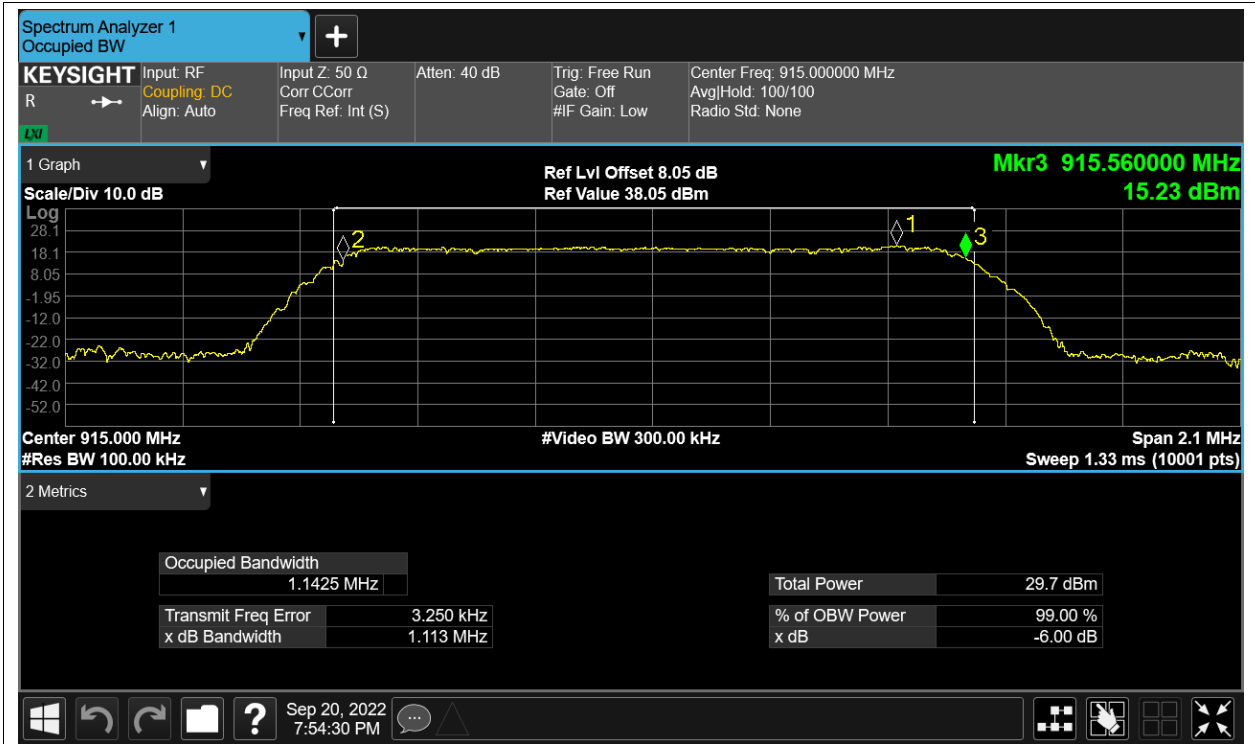 Spectrum Analyzer 1
Occupied BW
▼
+
KEYSIGHT
R
LXI
Input: RF
Coupling: DC
Align: Auto
Input Z: 50 Ω
Corr CCorr
Freq Ref: Int (S)
Atten: 40 dB
Trig: Free Run
Gate: Off
#IF Gain: Low
Center Freq: 915.000000 MHz
Avg|Hold: 100/100
Radio Std: None
1 Graph ▼
Scale/Div 10.0 dB
Ref Lvl Offset 8.05 dB
Ref Value 38.05 dBm
Mkr3 915.560000 MHz
15.23 dBm
Log
28.1
18.1
8.05
-1.95
-12.0
-22.0
-32.0
-42.0
-52.0
2
1
3
Center 915.000 MHz
#Res BW 100.00 kHz
#Video BW 300.00 kHz
Span 2.1 MHz
Sweep 1.33 ms (10001 pts)
2 Metrics ▼
Occupied Bandwidth
1.1425 MHz
Transmit Freq Error 3.250 kHz
x dB Bandwidth 1.113 MHz
Total Power 29.7 dBm
% of OBW Power 99.00 %
x dB -6.00 dB
?
Sep 20, 2022
7:54:30 PM
...